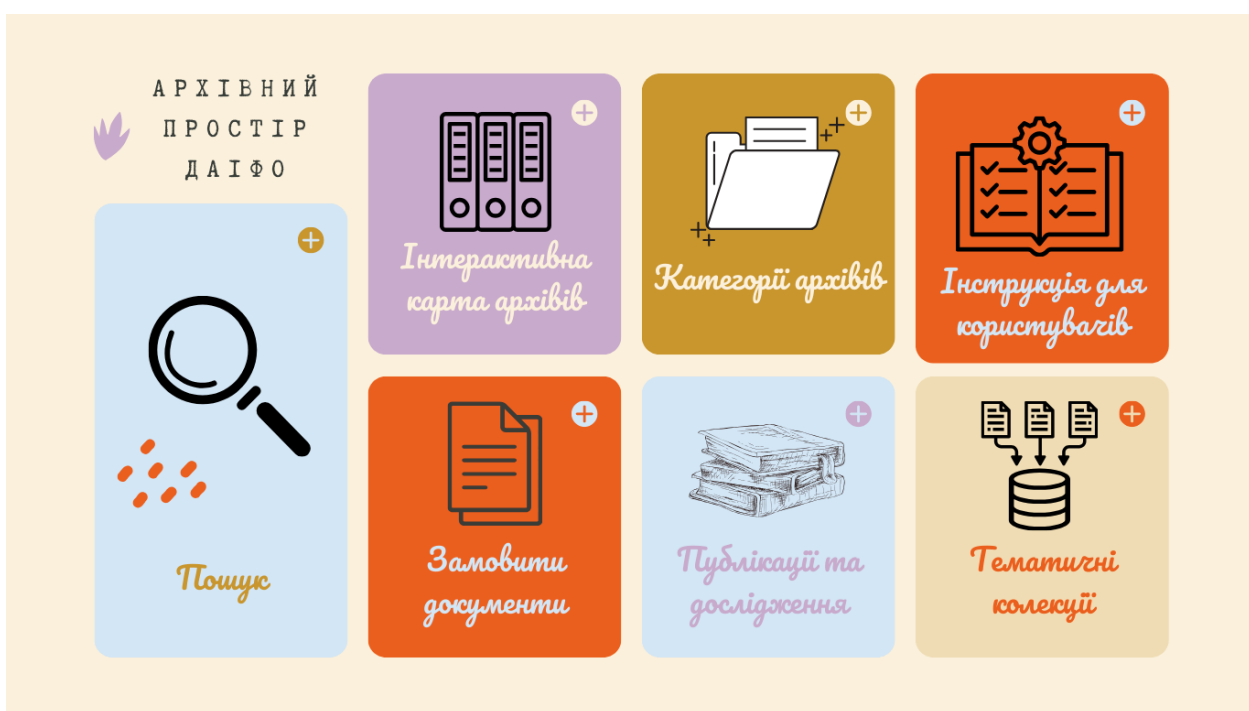 АРХІВНИЙ
ПРОСТІР
ДАІФО
Пошук
Інтерактивна
карта архівів
Категорії архівів
Інструкція для
користувачів
Замовити
документи
Публікації та
дослідження
Тематичні
колекції